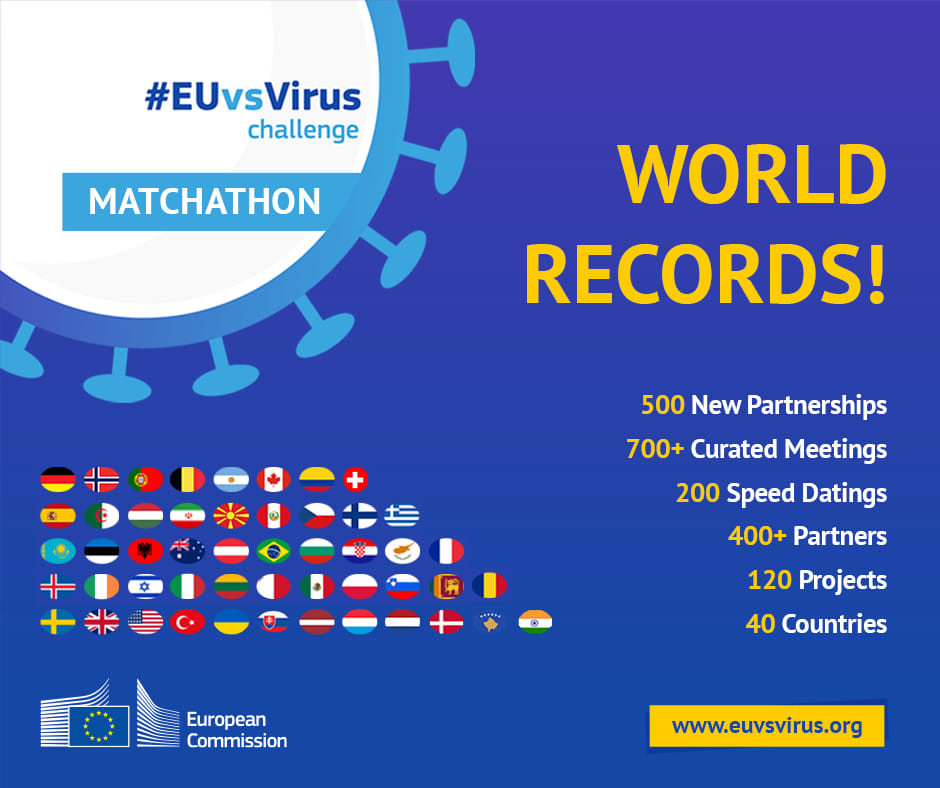 #EUvsVirus
challenge
MATCHATHON
WORLD
RECORDS!
500 New Partnerships
700+ Curated Meetings
200 Speed Datings
400+ Partners
120 Projects
40 Countries
European
Commission
www.euvsvirus.org